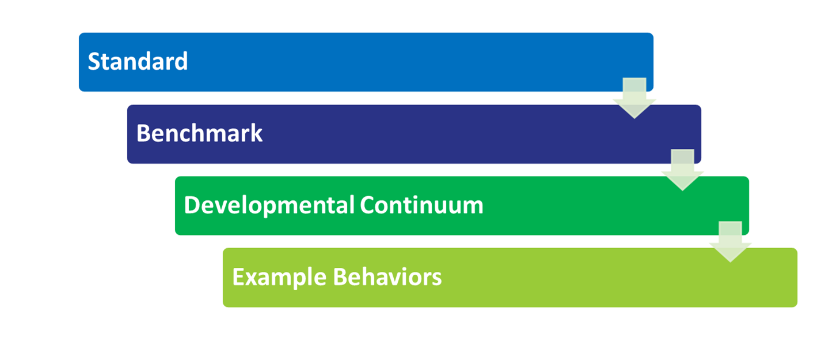 Standard
Benchmark
Developmental Continuum
Example Behaviors